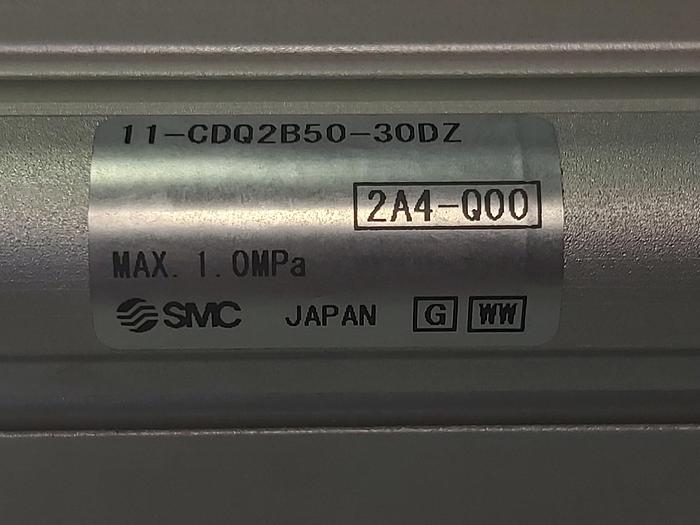 11-CDQ2B50-30DZ
2A4-Q00
MAX. 1.0MPa
SMC JAPAN G WW